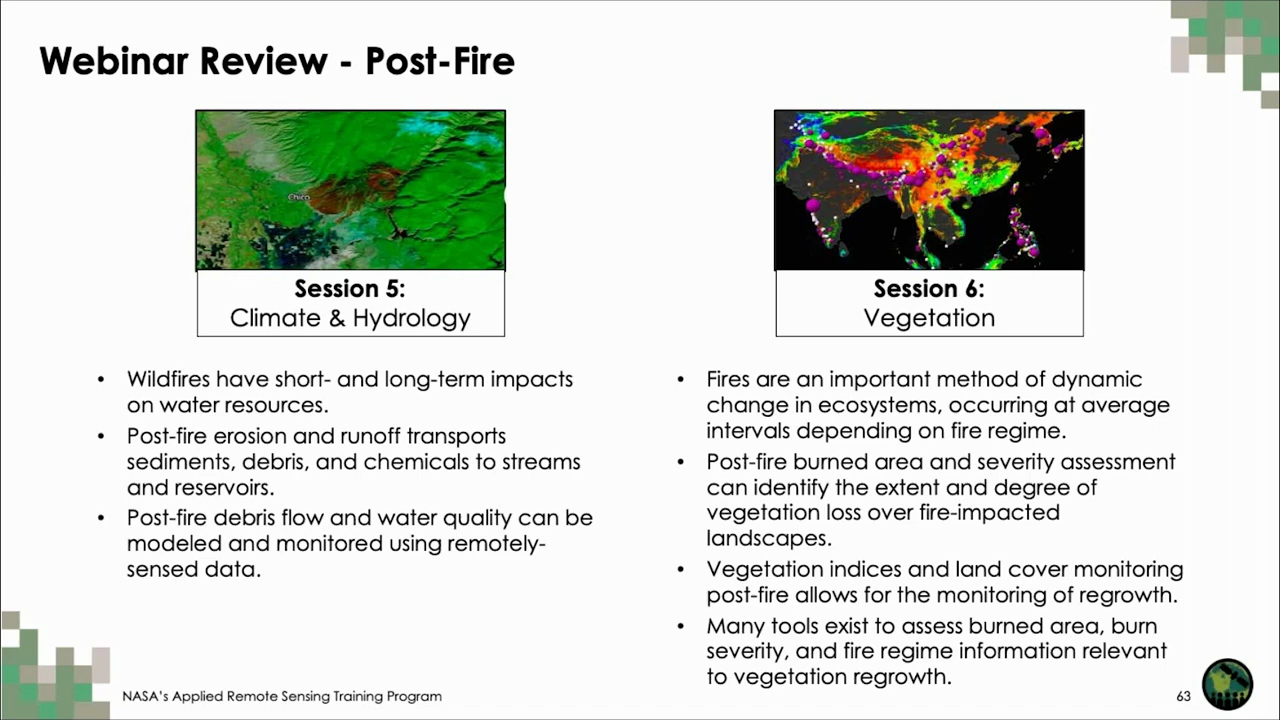 Webinar Review - Post-Fire
Chico
Session 5:
Climate & Hydrology
• Wildfires have short- and long-term impacts
on water resources.
• Post-fire erosion and runoff transports
sediments, debris, and chemicals to streams
and reservoirs.
• Post-fire debris flow and water quality can be
modeled and monitored using remotely-
sensed data.
Session 6:
Vegetation
• Fires are an important method of dynamic
change in ecosystems, occurring at average
intervals depending on fire regime.
• Post-fire burned area and severity assessment
can identify the extent and degree of
vegetation loss over fire-impacted
landscapes.
• Vegetation indices and land cover monitoring
post-fire allows for the monitoring of regrowth.
• Many tools exist to assess burned area, burn
severity, and fire regime information relevant
to vegetation regrowth.
NASA's Applied Remote Sensing Training Program
63